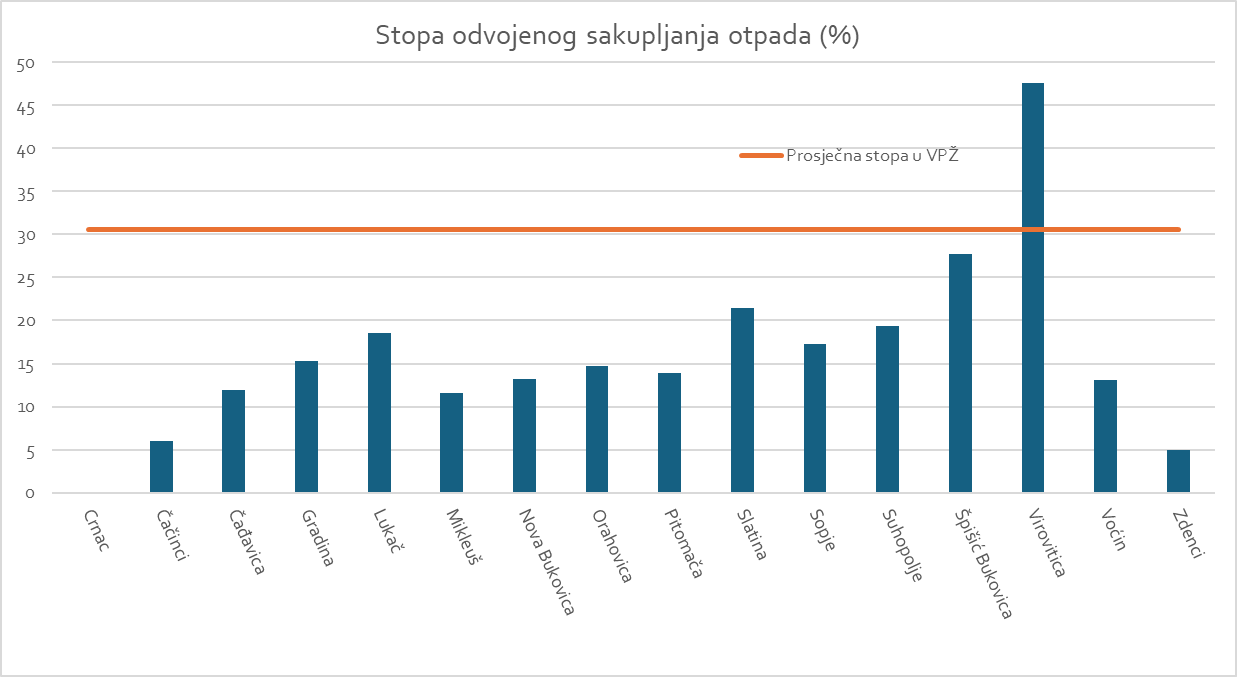 Stopa odvojenog sakupljanja otpada (%)
50
45
40
35
30
25
20
15
10
5
0
Prosječna stopa u VPŽ
Crnac
Čačinci
Čađavica
Gradina
Lukač
Mikleuš
Nova Bukovica
Orahovica
Pitomača
Slatina
Sopje
Suhopolje
Špišić Bukovica
Virovitica
Voćin
Zdenci